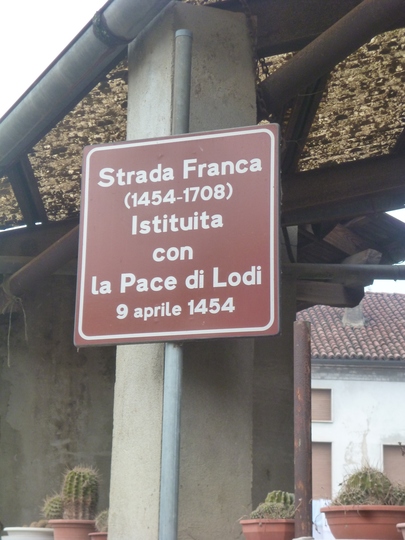 Strada Franca
(1454-1708)
Istituita
con
la Pace di Lodi
9 aprile 1454